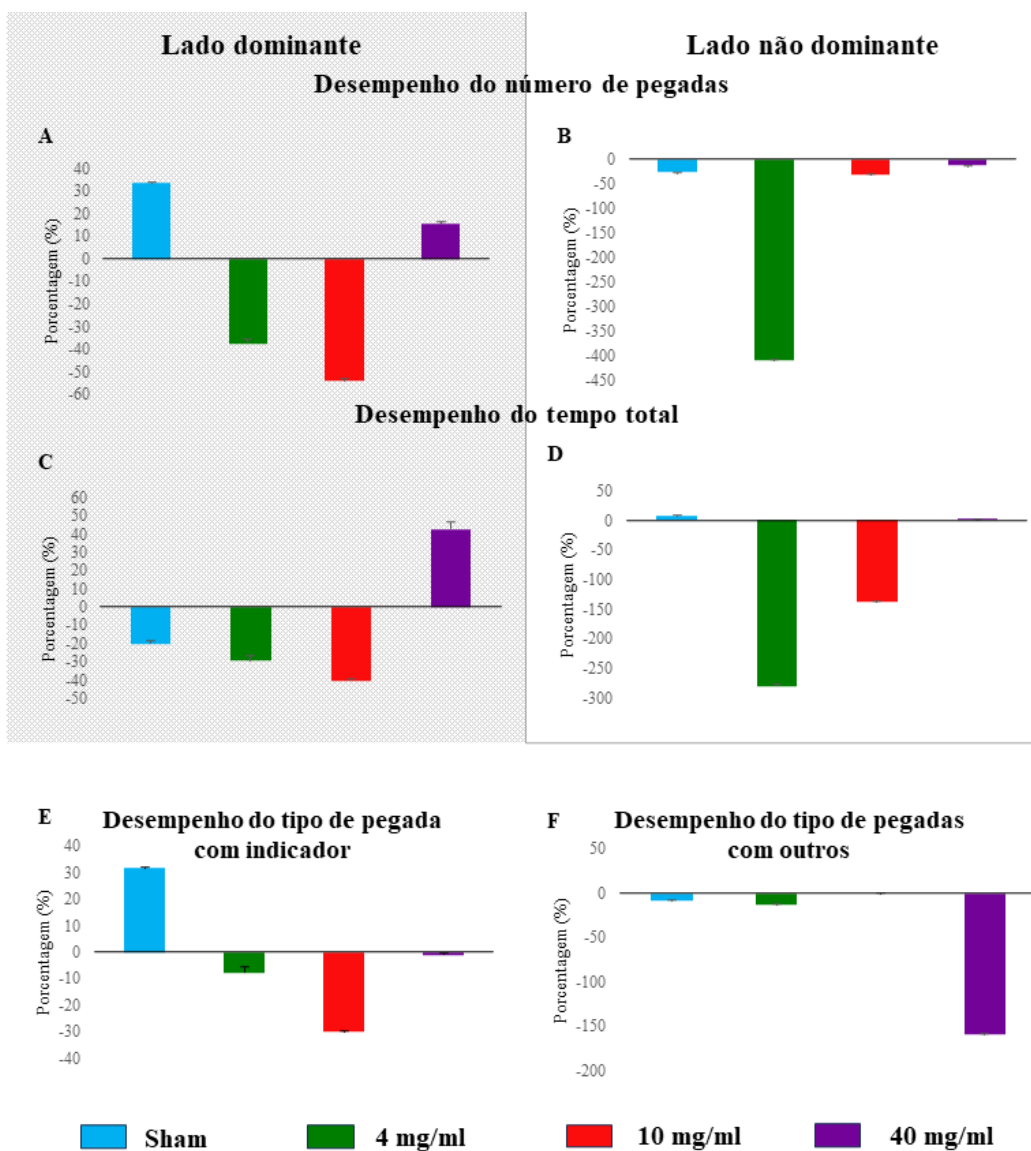 Lado dominante
Lado não dominante
Desempenho do número de pegadas
A
Porcentagem (%)
40
30
20
10
0
-10
-20
-30
-40
-50
-60
B
Porcentagem (%)
0
-50
-100
-150
-200
-250
-300
-350
-400
-450
Desempenho do tempo total
C
Porcentagem (%)
60
50
40
30
20
10
0
-10
-20
-30
-40
-50
D
Porcentagem (%)
50
0
-50
-100
-150
-200
-250
-300
E
Desempenho do tipo de pegada
com indicador
Porcentagem (%)
40
30
20
10
0
-10
-20
-30
-40
F
Desempenho do tipo de pegadas
com outros
Porcentagem (%)
50
0
-50
-100
-150
-200
Sham
4 mg/ml
10 mg/ml
40 mg/ml